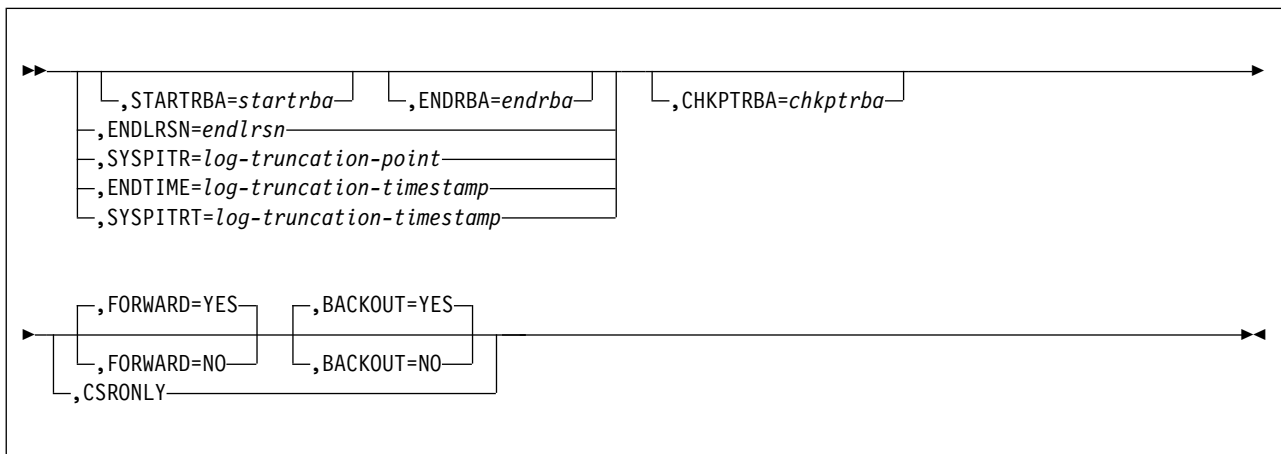 ,STARTRBA=startrba ,ENDRBA=endrba ,CHKPTRBA=chkptrba
,ENDLRSN=endlrsn
,SYSPITR=log-truncation-point
,ENDTIME=log-truncation-timestamp
,SYSPITRT=log-truncation-timestamp
,FORWARD=YES ,BACKOUT=YES
,FORWARD=NO ,BACKOUT=NO
,CSRONLY